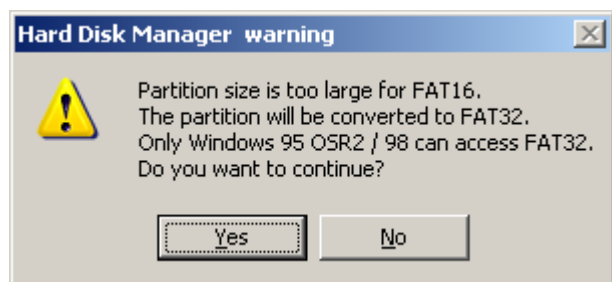 Hard Disk Manager warning
Partition size is too large for FAT16.
The partition will be converted to FAT32.
Only Windows 95 OSR2 / 98 can access FAT32.
Do you want to continue?
Yes
No